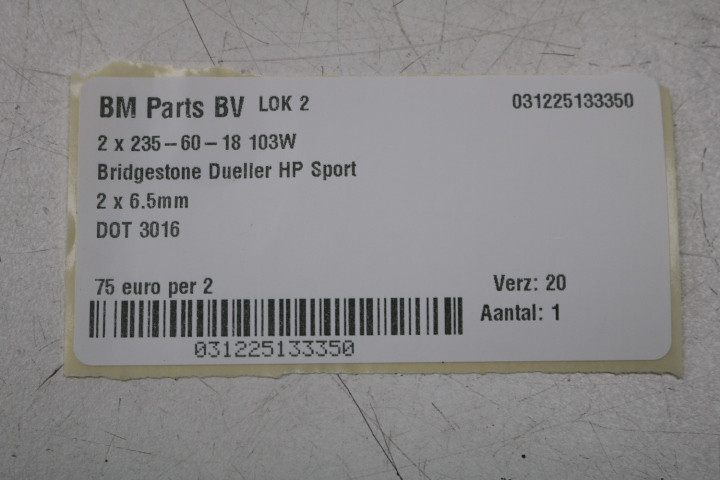 BM Parts BV LOK 2 031225133350
2 x 235-60-18 103W
Bridgestone Dueller HP Sport
2 x 6.5mm
DOT 3016
75 euro per 2 Verz: 20
Aantal: 1
031225133350